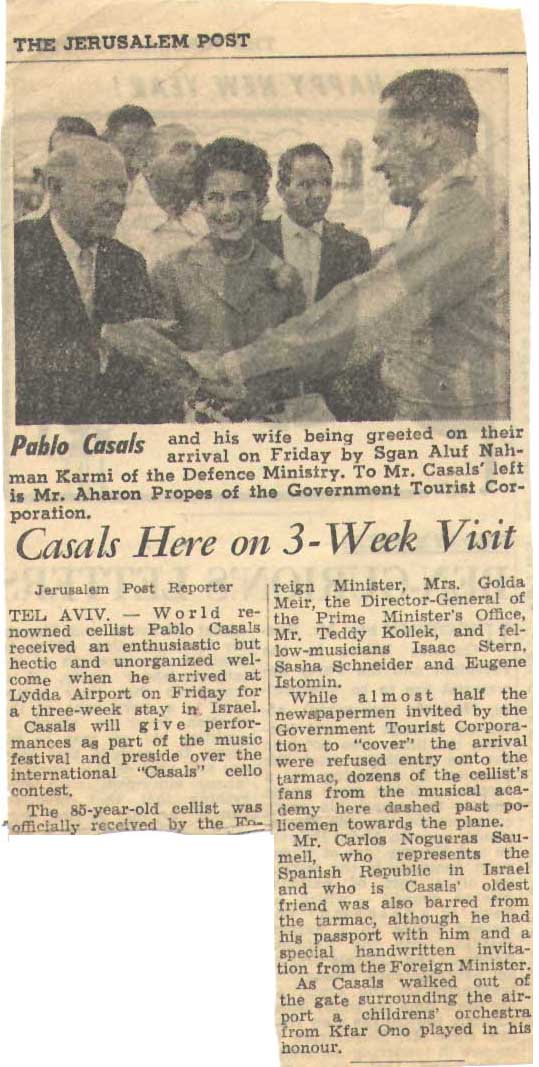 THE JERUSALEM POST
Pablo Casals and his wife being greeted on their
arrival on Friday by Sgan Aluf Nah-
man Karmi of the Defence Ministry. To Mr. Casals' left
is Mr. Aharon Propes of the Government Tourist Cor-
poration.
Casals Here on 3-Week Visit
Jerusalem Post Reporter
TEL AVIV. — World re-
nowned cellist Pablo Casals
received an enthusiastic but
hectic and unorganized wel-
come when he arrived at
Lydda Airport on Friday for
a three-week stay in Israel.
Casals will give perfor-
mances as part of the music
festival and preside over the
international "Casals" cello
contest.
The 85-year-old cellist was
officially received by the Fo-
reign Minister, Mrs. Golda
Meir, the Director-General of
the Prime Minister's Office,
Mr. Teddy Kollek, and fel-
low-musicians Isaac Stern,
Sasha Schneider and Eugene
Istomin.
While almost half the
newspapermen invited by the
Government Tourist Corpora-
tion to "cover" the arrival
were refused entry onto the
tarmac, dozens of the cellist's
fans from the musical aca-
demy here dashed past po-
licemen towards the plane.
Mr. Carlos Nogueras Sau-
mell, who represents the
Spanish Republic in Israel
and who is Casals' oldest
friend was also barred from
the tarmac, although he had
his passport with him and a
special handwritten invita-
tion from the Foreign Minister.
As Casals walked out of
the gate surrounding the air-
port a childrens' orchestra
from Kfar Ono played in his
honour.